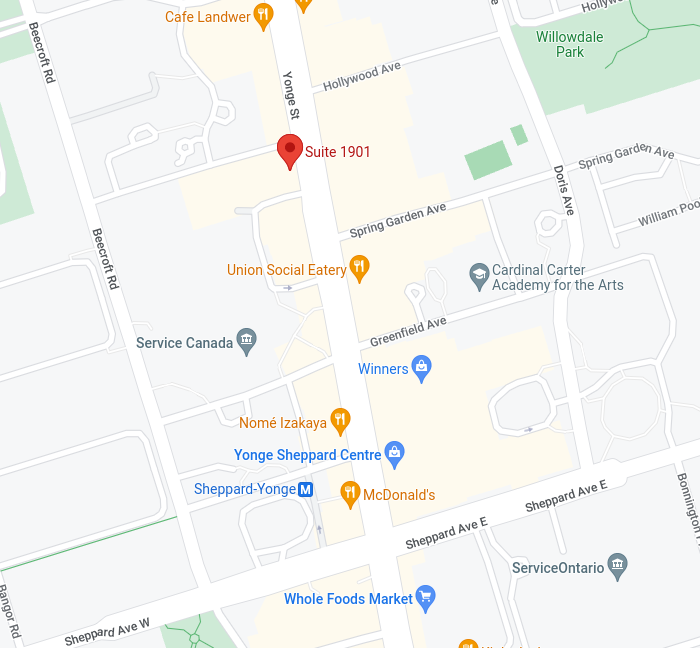 Cafe Landwer
Hollywo
Beecroft Rd
Willowdale
Park
Yonge St
Hollywood Ave
Suite 1901
Spring Garden Ave
Doris Ave
William Poo
Spring Garden Ave
Beecroft Rd
Union Social Eatery
Cardinal Carter
Academy for the Arts
Greenfield Ave
Service Canada
Winners
Nomé Izakaya
Yonge Sheppard Centre
Sheppard-Yonge M
McDonald's
Sheppard Ave E
Sheppard Ave E
Bonnington
ServiceOntario
Whole Foods Market
Bangor Rd
Sheppard Ave W